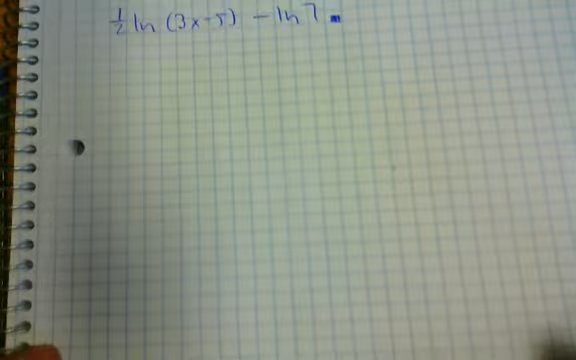 ½ ln (3x-5) - ln 7